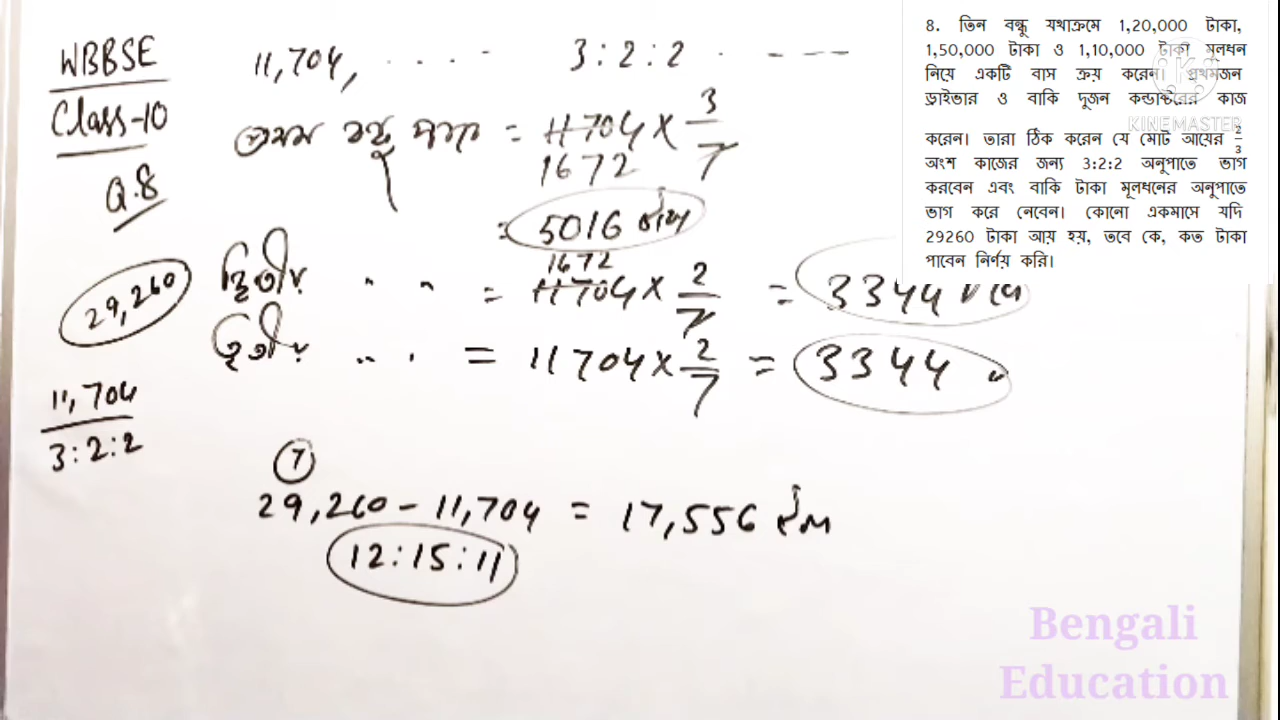 WBBSE
Class-10
Q.8
29,260
11,704
3:2:2
11,704, .... - 3:2:2 . ---
প্রথম বন্ধু পাবে = 11704 × 3/7
1672
= 5016 টাকা
1672
দ্বিতীয় " " = 11704 × 2/7 = 3344
তৃতীয় " " = 11704 × 2/7 = 3344 "
7
29,260 - 11,704 = 17,556 টাকা
12:15:11
8. তিন বন্ধু যথাক্রমে 1,20,000 টাকা,
1,50,000 টাকা ও 1,10,000 টাকা মূলধন
নিয়ে একটি বাস ক্রয় করেন। প্রথমজন
ড্রাইভার ও বাকি দুজন কন্ডাক্টরের কাজ
করেন। তারা ঠিক করেন যে মোট আয়ের 2/3
অংশ কাজের জন্য 3:2:2 অনুপাতে ভাগ
করবেন এবং বাকি টাকা মূলধনের অনুপাতে
ভাগ করে নেবেন। কোনো একমাসে যদি
29260 টাকা আয় হয়, তবে কে, কত টাকা
পাবেন নির্ণয় করি।
KINEMASTER
Bengali
Education